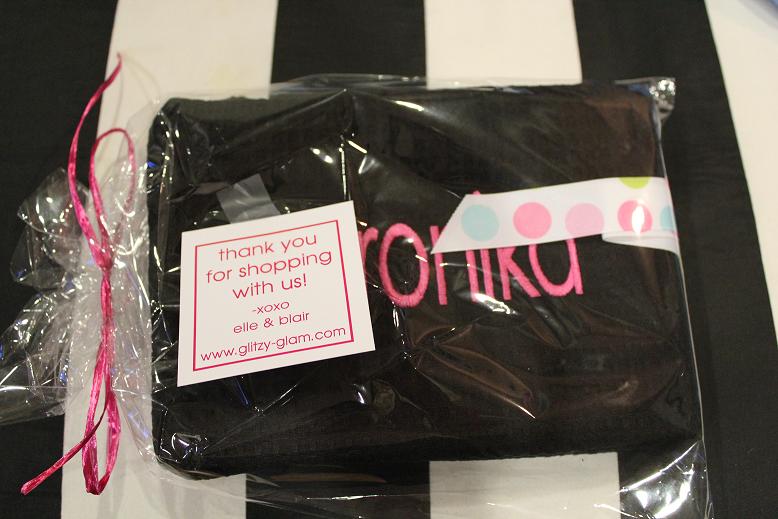 thank you
for shopping
with us!
-xoxo
elle & blair
www.glitzy-glam.com
ronika